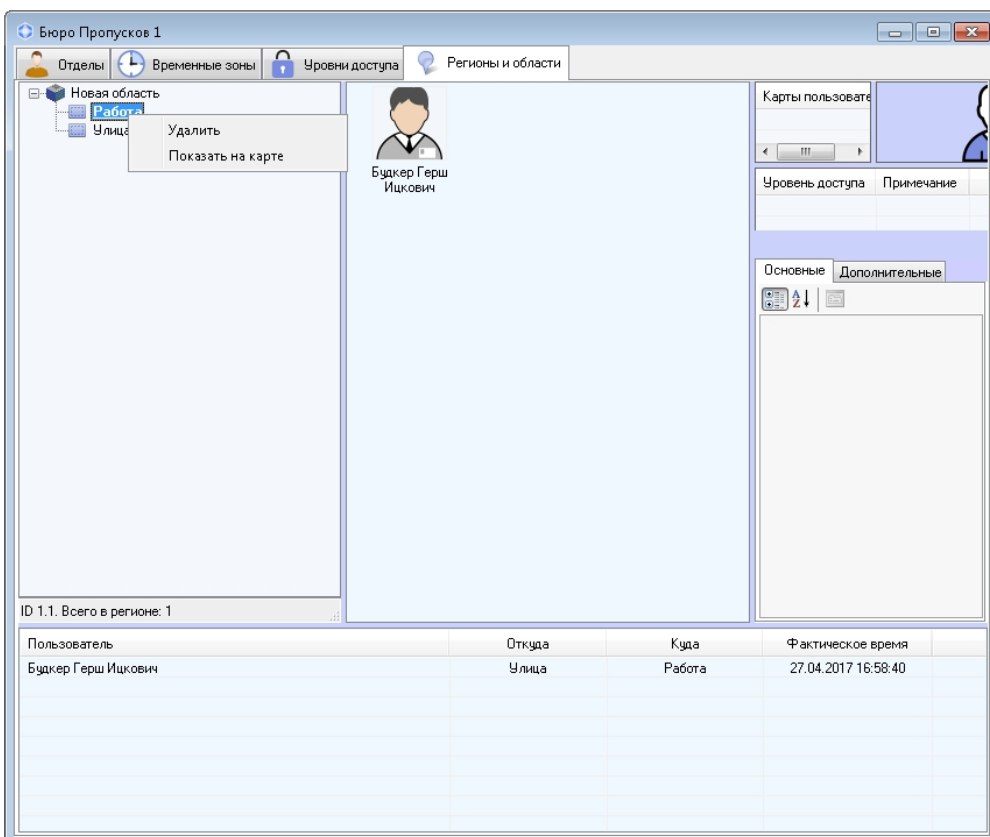 Бюро Пропусков 1
Отделы Временные зоны Уровни доступа Регионы и области
Новая область
Работа
Улица
Удалить
Показать на карте
Будкер Герш
Ицкович
Карты пользовате
Уровень доступа Примечание
Основные Дополнительные
ID 1.1. Всего в регионе: 1
Пользователь Откуда Куда Фактическое время
Будкер Герш Ицкович Улица Работа 27.04.2017 16:58:40